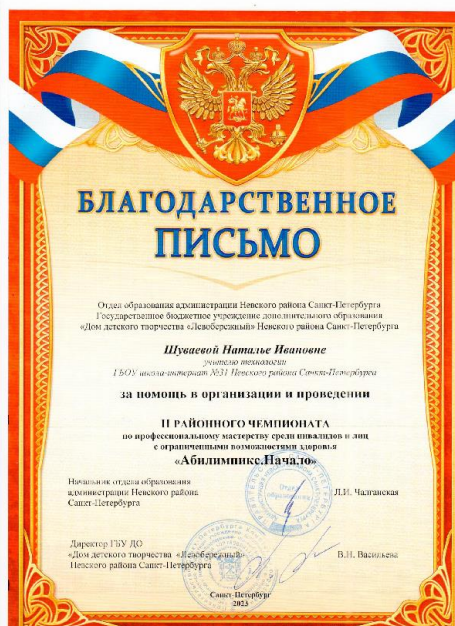 БЛАГОДАРСТВЕННОЕ
ПИСЬМО
Отдел образования администрации Невского района Санкт-Петербурга
Государственное бюджетное учреждение дополнительного образования
«Дом детского творчества «Левобережный» Невского района Санкт-Петербурга
Шуваевой Наталье Ивановне
учителю технологии
ГБОУ школа-интернат №31 Невского района Санкт-Петербурга
за помощь в организации и проведении
II РАЙОННОГО ЧЕМПИОНАТА
по профессиональному мастерству среди инвалидов и лиц
с ограниченными возможностями здоровья
«Абилимпикс.Начало»
Начальник отдела образования
администрации Невского района
Санкт-Петербурга
Л.И. Чалганская
Отдел
образования
Директор ГБУ ДО
«Дом детского творчества «Левобережный»
Невского района Санкт-Петербурга
В.Н. Васильева
Санкт-Петербург
2023